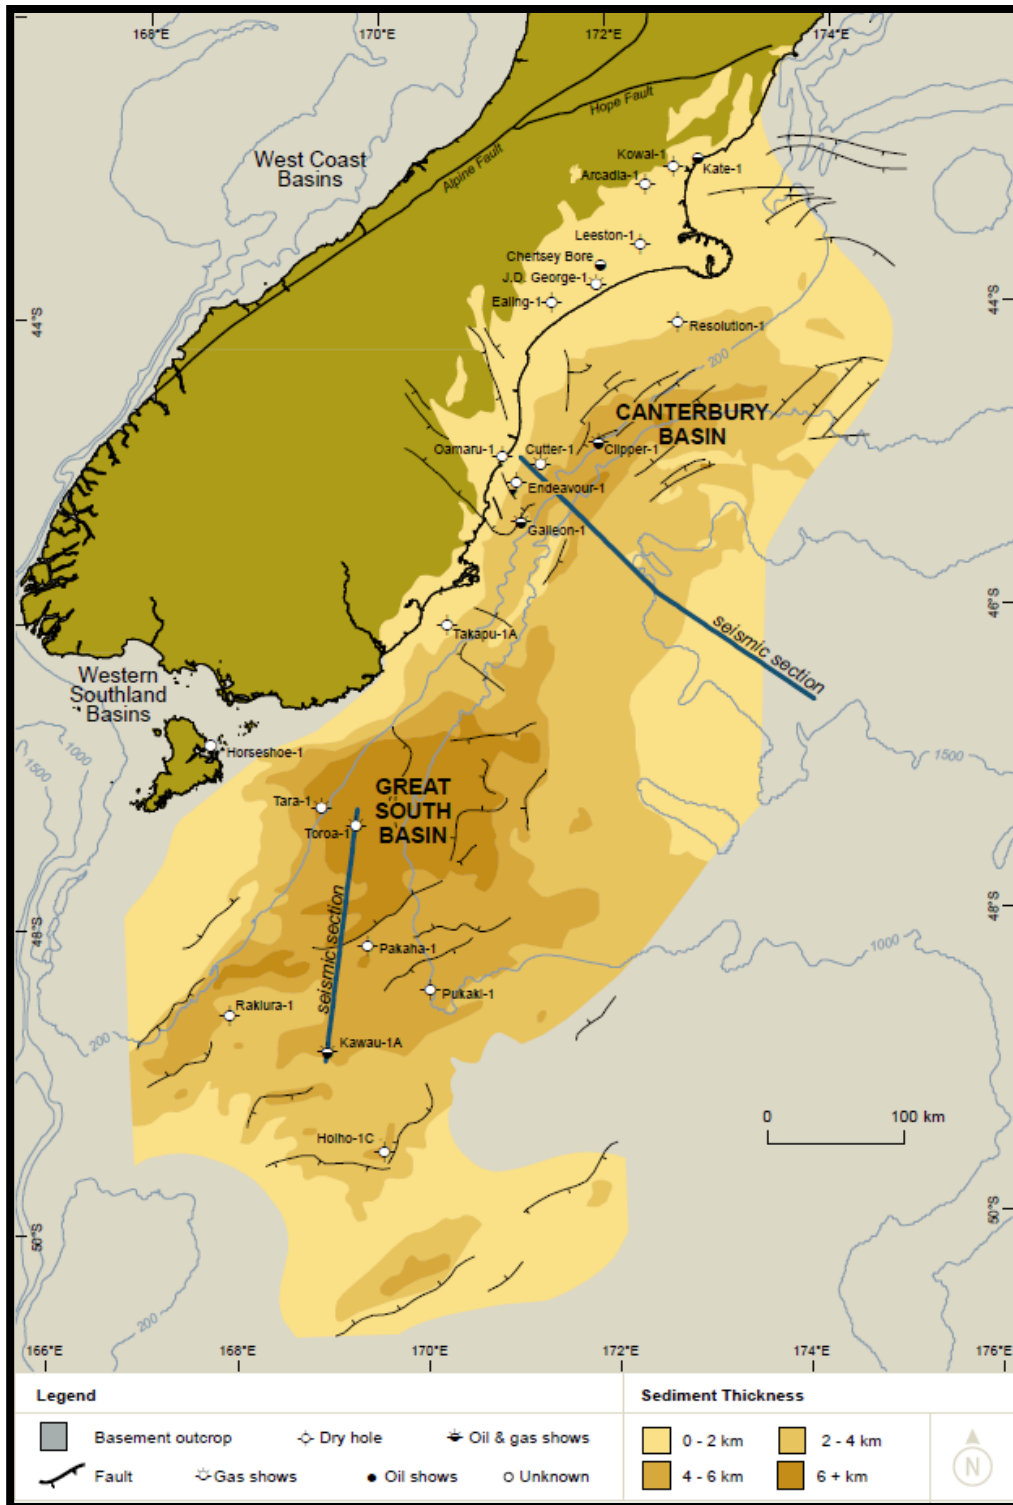 168°E
170°E
172°E
174°E
Hope Fault
West Coast
Basins
Alpine Fault
Kowai-1
Kate-1
Arcadia-1
Leeston-1
Chertsey Bore
J.D. George-1
Ealing-1
44°S
44°S
Resolution-1
200
CANTERBURY
BASIN
Oamaru-1
Cutter-1
Clipper-1
Endeavour-1
Galleon-1
46°S
Takapu-1A
seismic section
Western
Southland
Basins
1000
1500
Horseshoe-1
1500
GREAT
SOUTH
BASIN
Tara-1
Toroa-1
seismic section
48°S
48°S
Pakaha-1
1000
Pukaki-1
Rakiura-1
200
Kawau-1A
0
100 km
Hoiho-1C
50°S
50°S
200
166°E
168°E
170°E
172°E
174°E
176°E
Legend
Basement outcrop
Dry hole
Oil & gas shows
Fault
Gas shows
Oil shows
Unknown
Sediment Thickness
0 - 2 km
2 - 4 km
4 - 6 km
6 + km
N